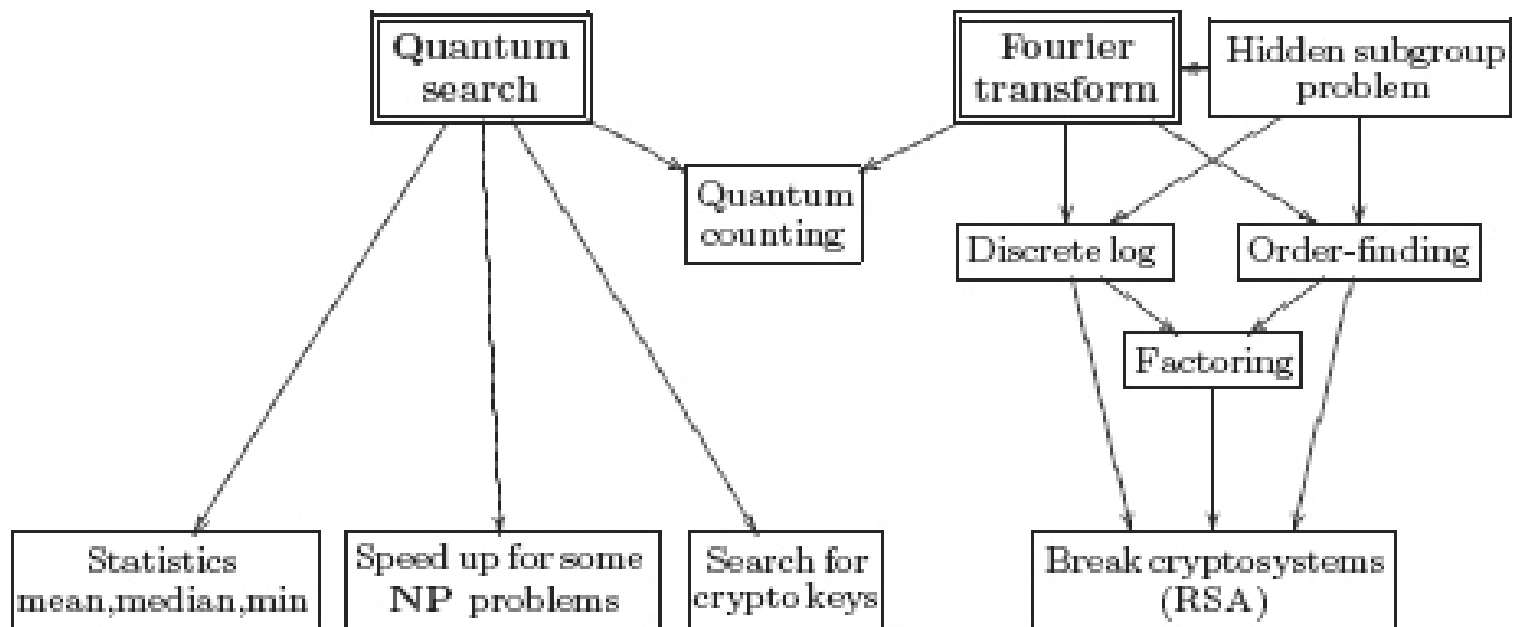 Quantum
search
Fourier
transform
Hidden subgroup
problem
Quantum
counting
Discrete log
Order-finding
Factoring
Statistics
mean,median,min
Speed up for some
NP problems
Search for
crypto keys
Break cryptosystems
(RSA)